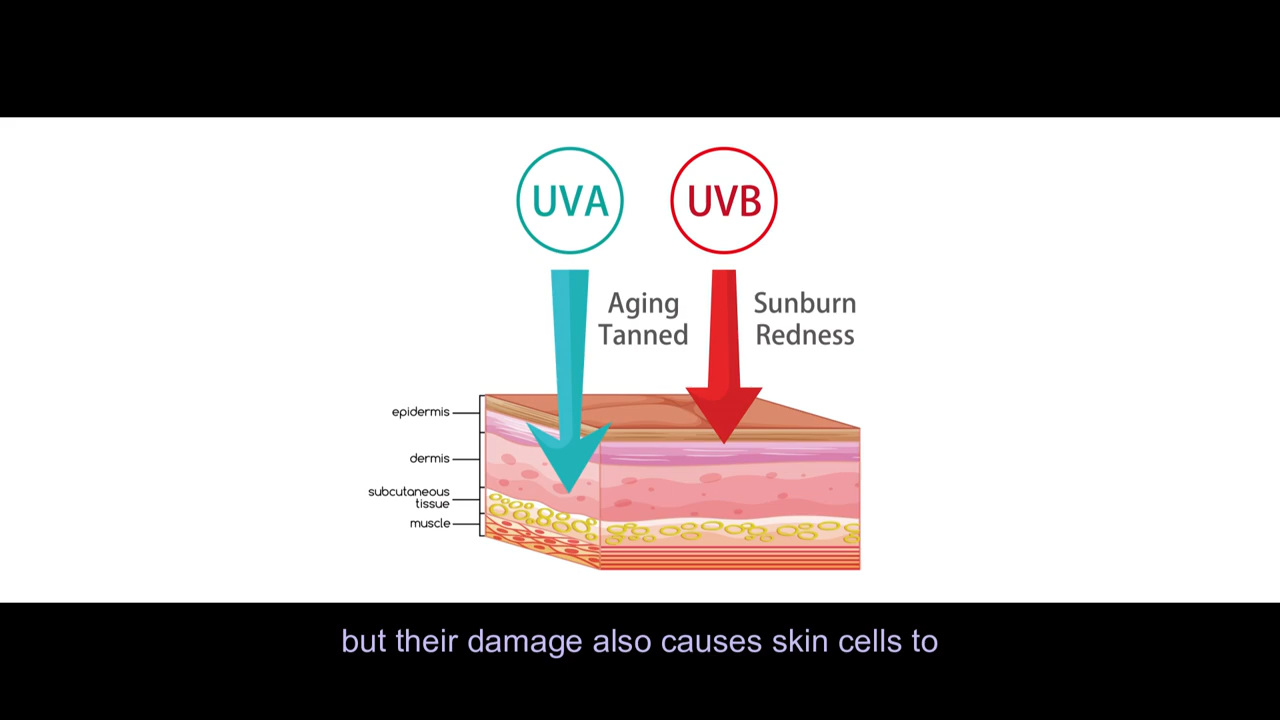 UVA
UVB
Aging
Tanned
Sunburn
Redness
epidermis
dermis
subcutaneous
tissue
muscle
but their damage also causes skin cells to